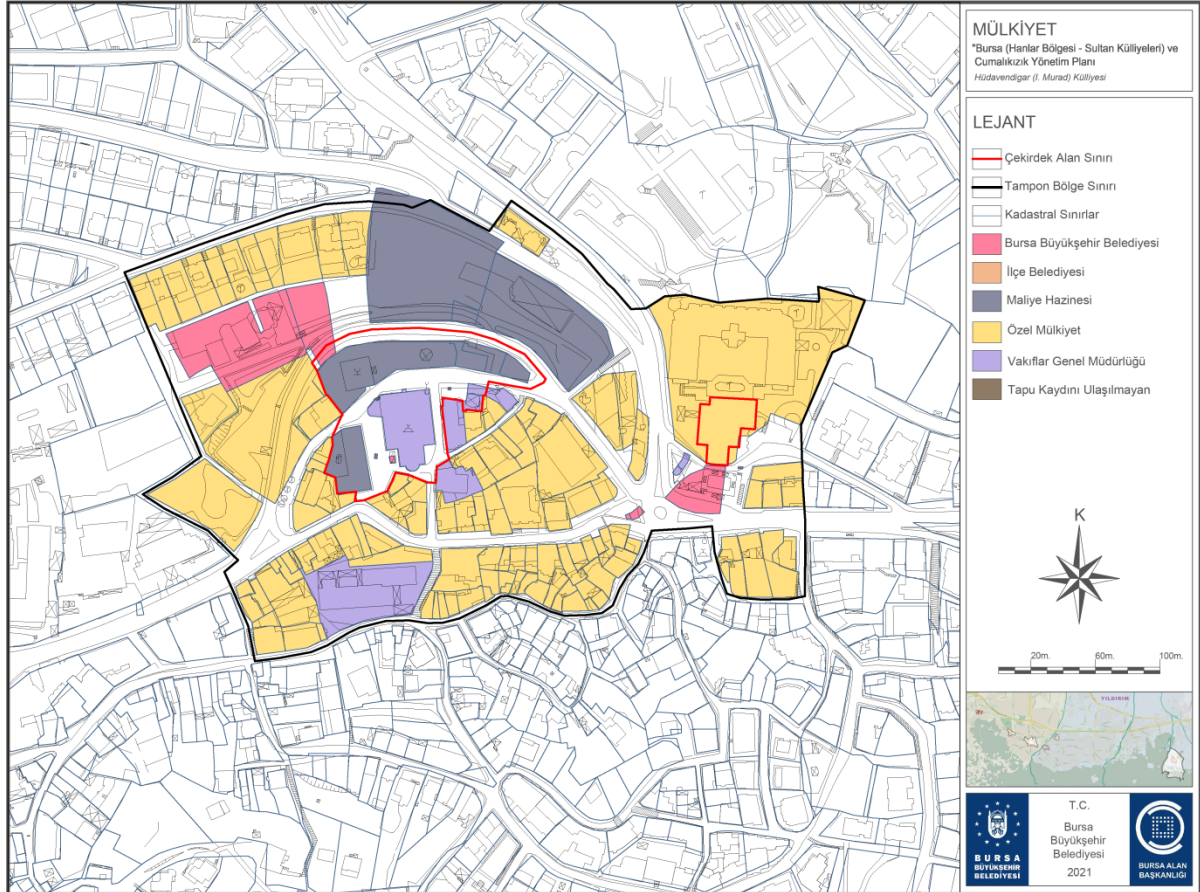 MÜLKİYET
"Bursa (Hanlar Bölgesi - Sultan Külliyeleri) ve
Cumalıkızık Yönetim Planı
Hüdavendigar (I. Murad) Külliyesi
LEJANT
Çekirdek Alan Sınırı
Tampon Bölge Sınırı
Kadastral Sınırlar
Bursa Büyükşehir Belediyesi
İlçe Belediyesi
Maliye Hazinesi
Özel Mülkiyet
Vakıflar Genel Müdürlüğü
Tapu Kaydını Ulaşılmayan
K
20m. 60m. 100m.
YILDIRIM
BURSA
BÜYÜKŞEHİR
BELEDİYESİ
T.C.
Bursa
Büyükşehir
Belediyesi
2021
BURSA ALAN
BAŞKANLIĞI